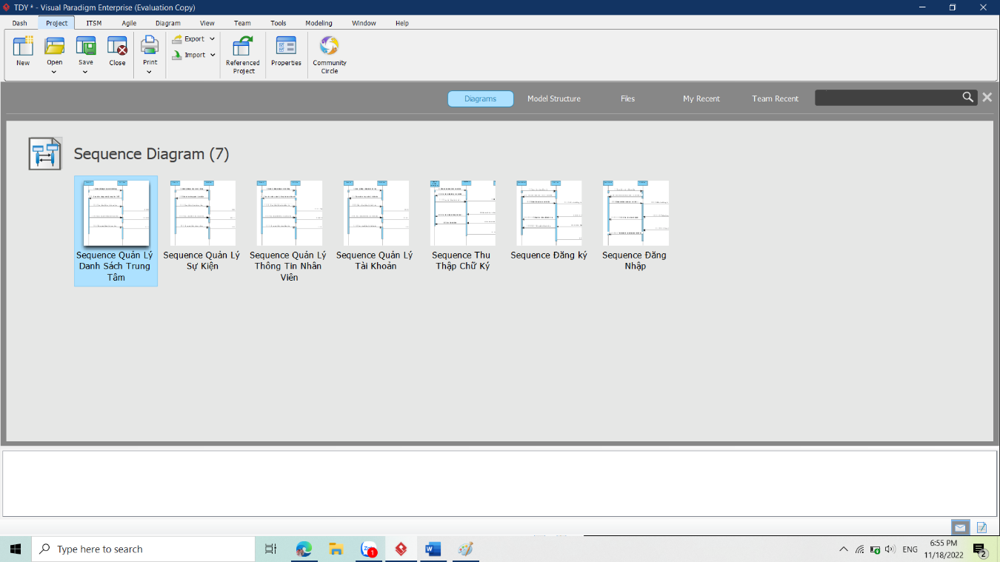 TDY * - Visual Paradigm Enterprise (Evaluation Copy)
Dash Project ITSM Agile Diagram View Team Tools Modeling Window Help
New Open Save Close Print Export Import Referenced Project Properties Community Circle
Diagrams Model Structure Files My Recent Team Recent
Sequence Diagram (7)
Sequence Quản Lý
Danh Sách Trung
Tâm
Sequence Quản Lý
Sự Kiện
Sequence Quản Lý
Thông Tin Nhân
Viên
Sequence Quản Lý
Tài Khoản
Sequence Thu
Thập Chữ Ký
Sequence Đăng ký
Sequence Đăng
Nhập
Type here to search
1
ENG
6:55 PM
11/18/2022
2